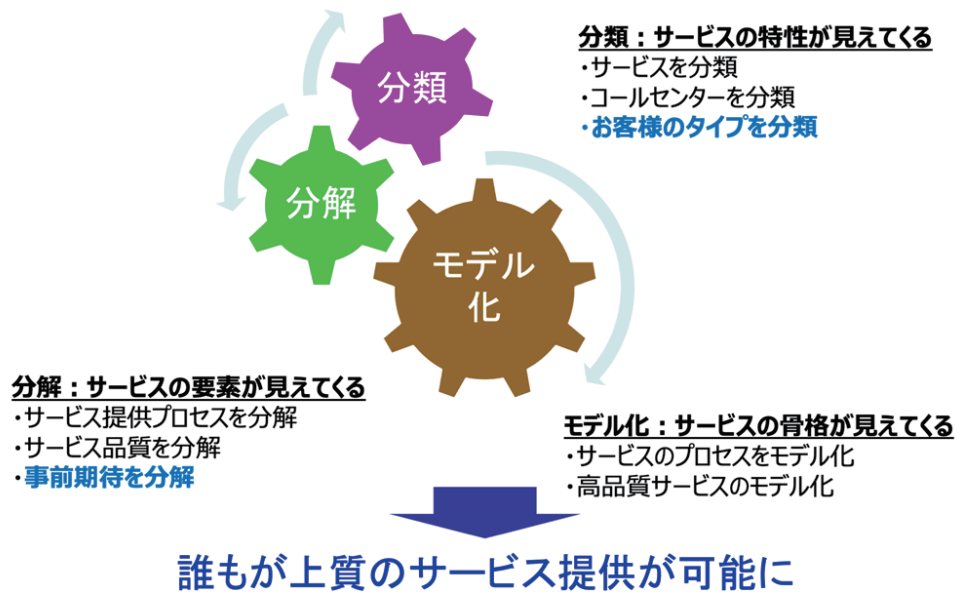 分類：サービスの特性が見えてくる
・サービスを分類
・コールセンターを分類
・お客様のタイプを分類
分類
分解
モデル
化
分解：サービスの要素が見えてくる
・サービス提供プロセスを分解
・サービス品質を分解
・事前期待を分解
モデル化：サービスの骨格が見えてくる
・サービスのプロセスをモデル化
・高品質サービスのモデル化
誰もが上質のサービス提供が可能に